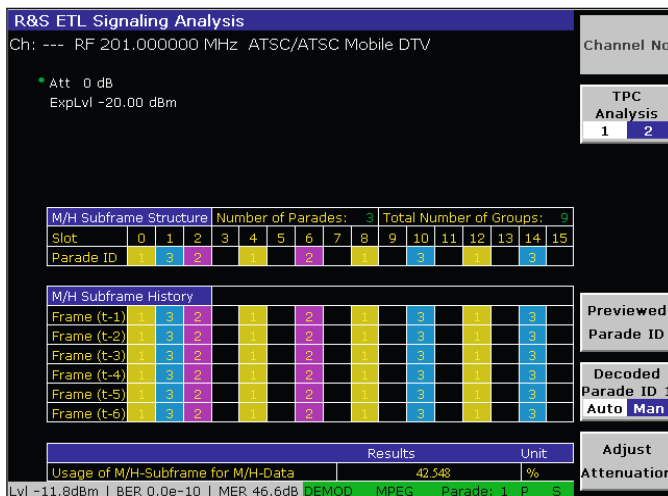 R&S ETL Signaling Analysis
Ch: --- RF 201.000000 MHz ATSC/ATSC Mobile DTV
Channel No
Att 0 dB
ExpLvl -20.00 dBm
TPC
Analysis
1 2
M/H Subframe Structure Number of Parades: 3 Total Number of Groups: 9
Slot 0 1 2 3 4 5 6 7 8 9 10 11 12 13 14 15
Parade ID 1 3 2 1 2 1 3 1 3
M/H Subframe History
Frame (t-1) 1 3 2 1 2 1 3 1 3
Frame (t-2) 1 3 2 1 2 1 3 1 3
Frame (t-3) 1 3 2 1 2 1 3 1 3
Frame (t-4) 1 3 2 1 2 1 3 1 3
Frame (t-5) 1 3 2 1 2 1 3 1 3
Frame (t-6) 1 3 2 1 2 1 3 1 3
Previewed
Parade ID
Decoded
Parade ID 1
Auto Man
Results Unit
Usage of M/H-Subframe for M/H-Data 42.548 %
Adjust
Attenuation
Lvl -11.8dBm | BER 0.0e-10 | MER 46.6dB DEMOD MPEG Parade: 1 P S